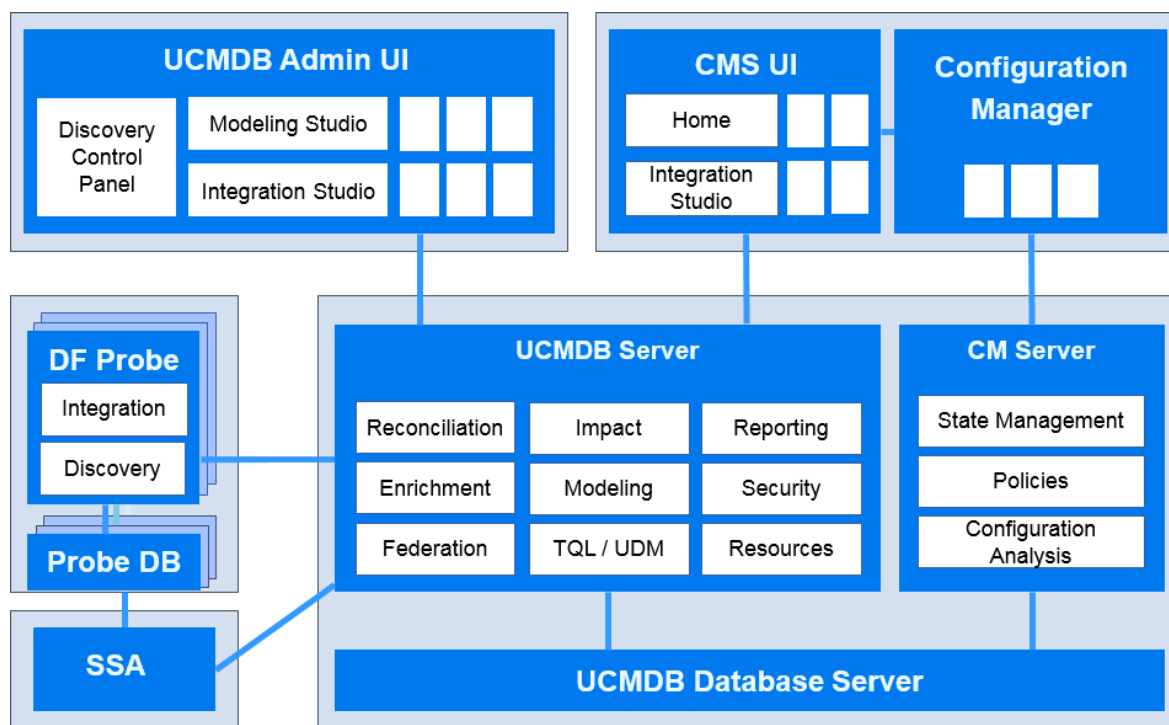 UCMDB Admin UI
Discovery
Control
Panel
Modeling Studio
Integration Studio
CMS UI
Home
Integration
Studio
Configuration
Manager
DF Probe
Integration
Discovery
Probe DB
SSA
UCMDB Server
Reconciliation
Impact
Reporting
Enrichment
Modeling
Security
Federation
TQL / UDM
Resources
CM Server
State Management
Policies
Configuration
Analysis
UCMDB Database Server